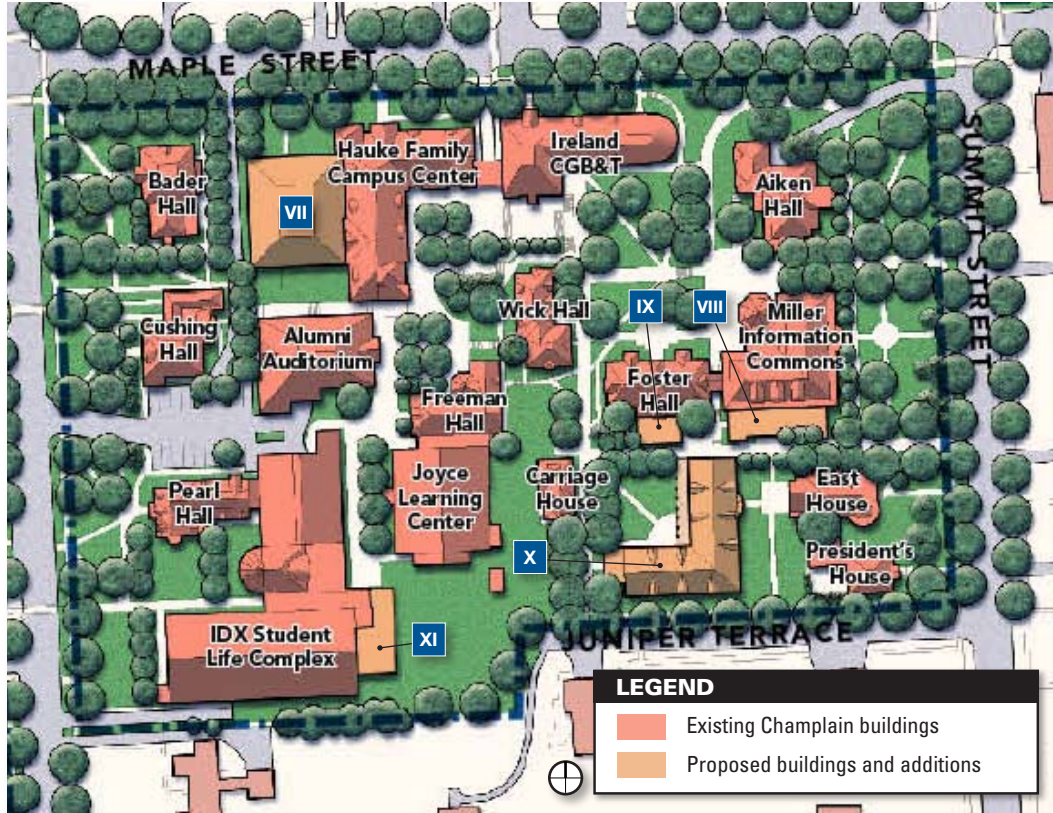 MAPLE STREET
SUMMIT STREET
Hauke Family
Campus Center
Ireland
CGB&T
Bader
Hall
VII
Aiken
Hall
Cushing
Hall
Alumni
Auditorium
Wick Hall
IX
VIII
Miller
Information
Commons
Freeman
Hall
Foster
Hall
Pearl
Hall
Joyce
Learning
Center
Carriage
House
East
House
X
President's
House
IDX Student
Life Complex
XI
JUNIPER TERRACE
LEGEND
Existing Champlain buildings
Proposed buildings and additions